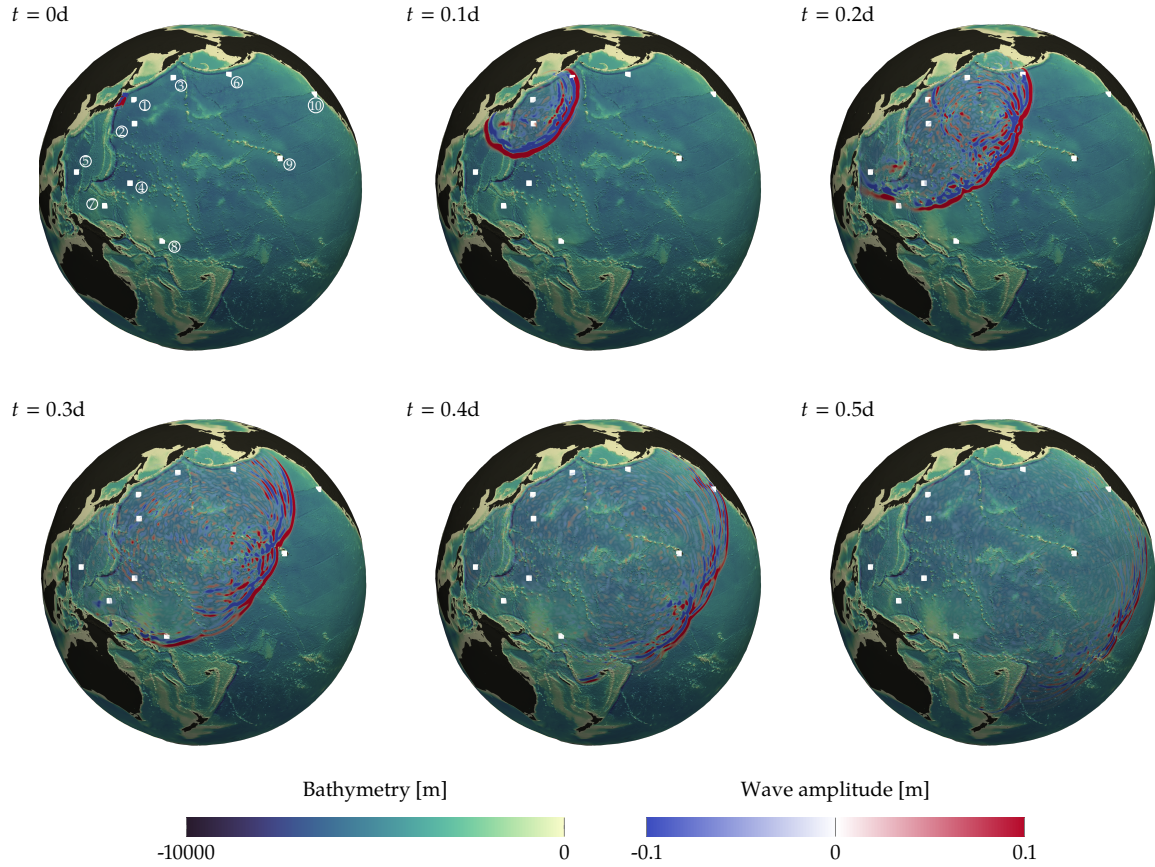 t = 0d
t = 0.1d
t = 0.2d
③
⑥
①
⑩
②
⑤
⑨
④
⑦
⑧
t = 0.3d
t = 0.4d
t = 0.5d
Bathymetry [m]
Wave amplitude [m]
-10000
0
-0.1
0
0.1